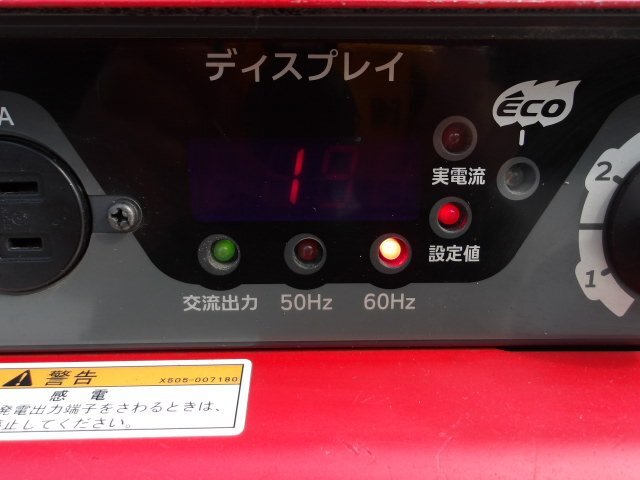 ディスプレイ
A
ECO
19
実電流
設定値
2
1
交流出力 50Hz 60Hz
警告 X505-007180
感電
発電出力端子をさわるときは、
止してください。